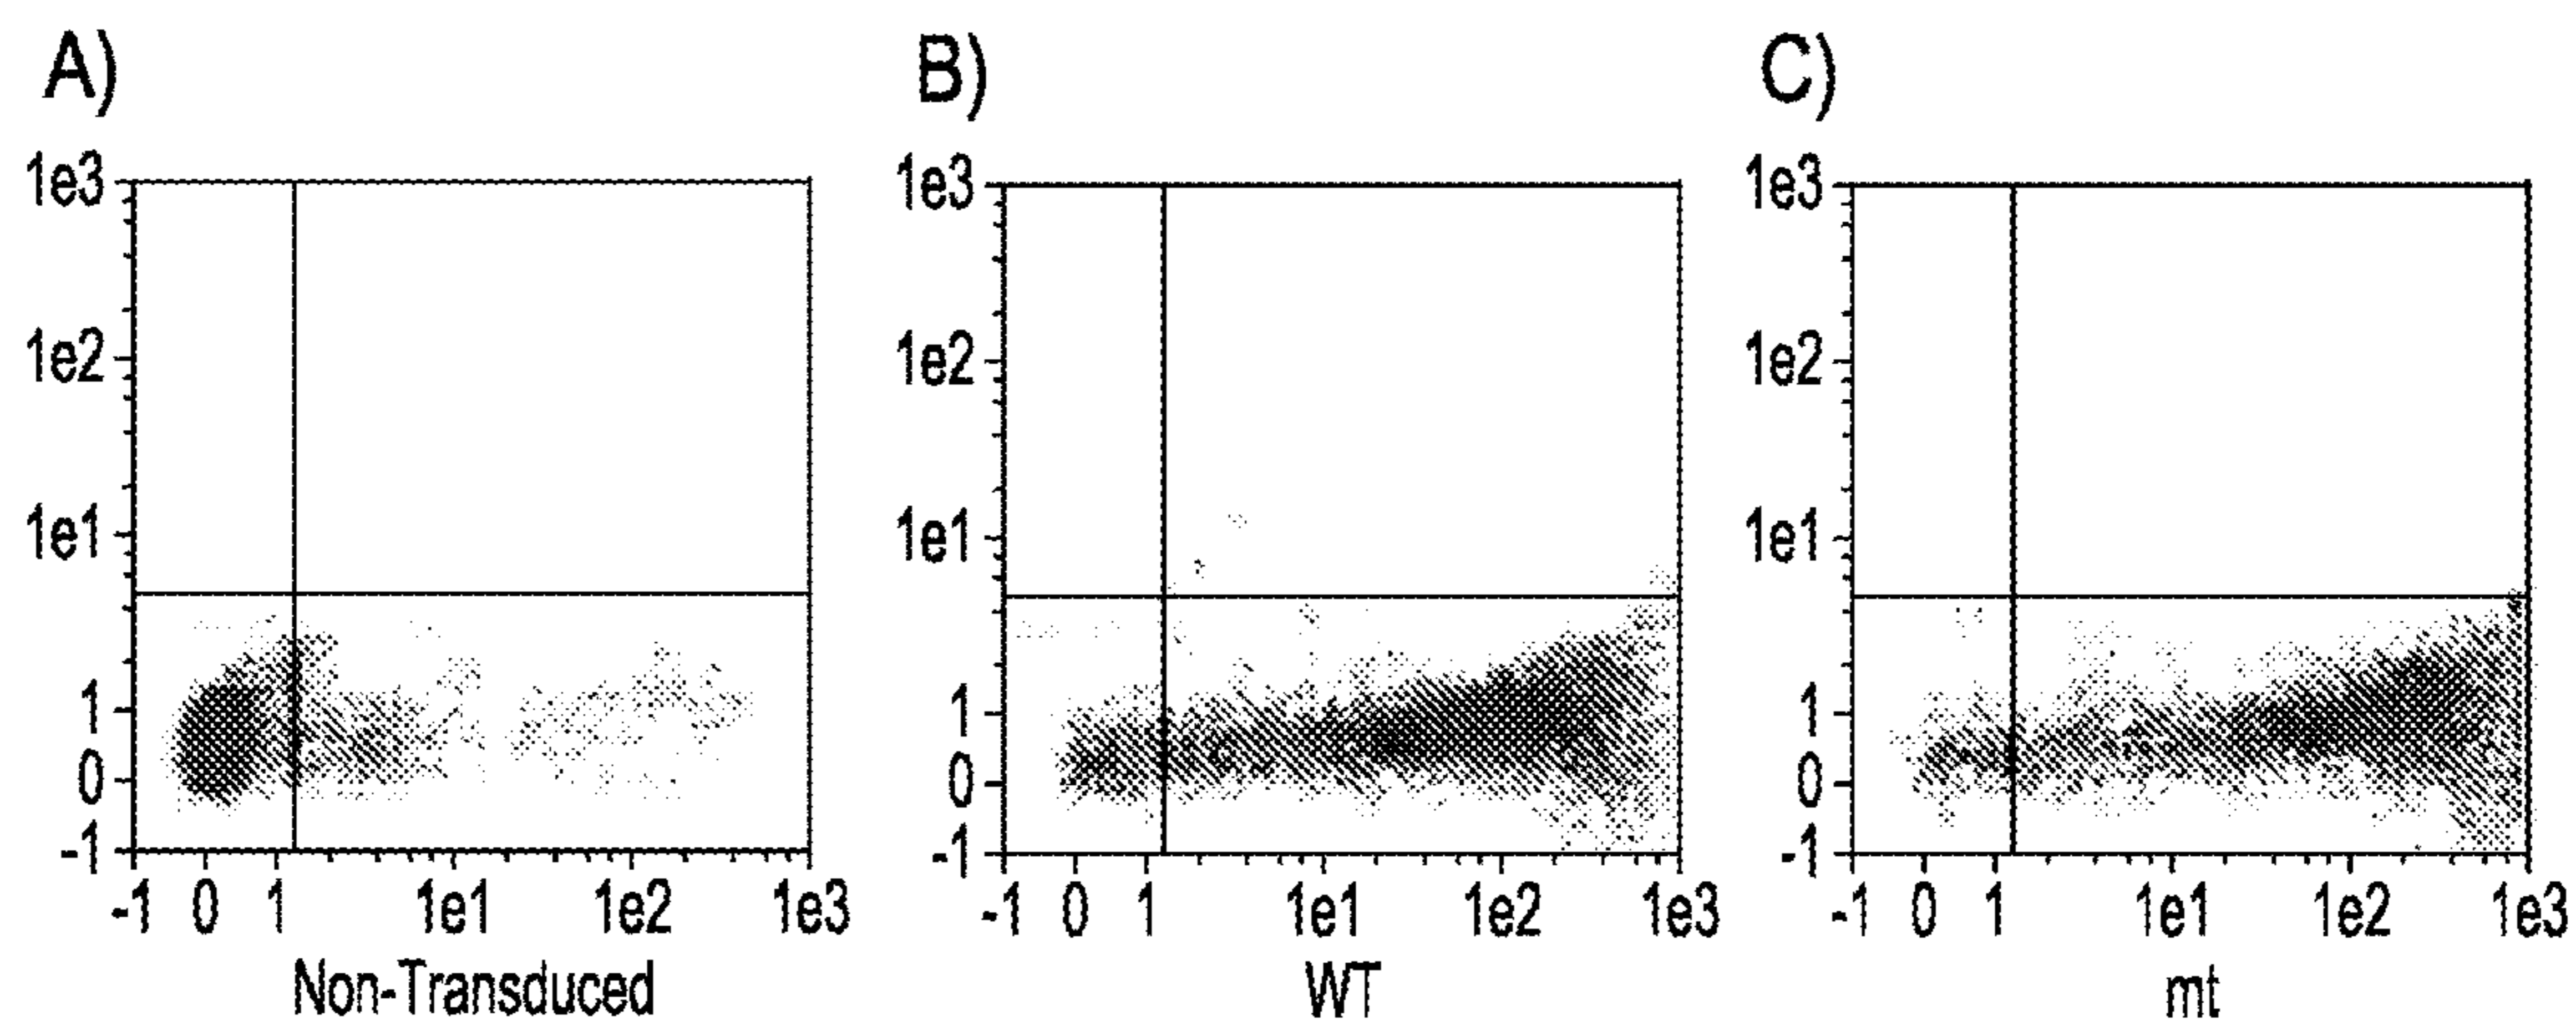 A) B) C)
1e3 1e3 1e3
1e2 1e2 1e2
1e1 1e1 1e1
1 1 1
0 0 0
-1 -1 -1
-1 0 1 1e1 1e2 1e3 -1 0 1 1e1 1e2 1e3 -1 0 1 1e1 1e2 1e3
Non-Transduced WT mt